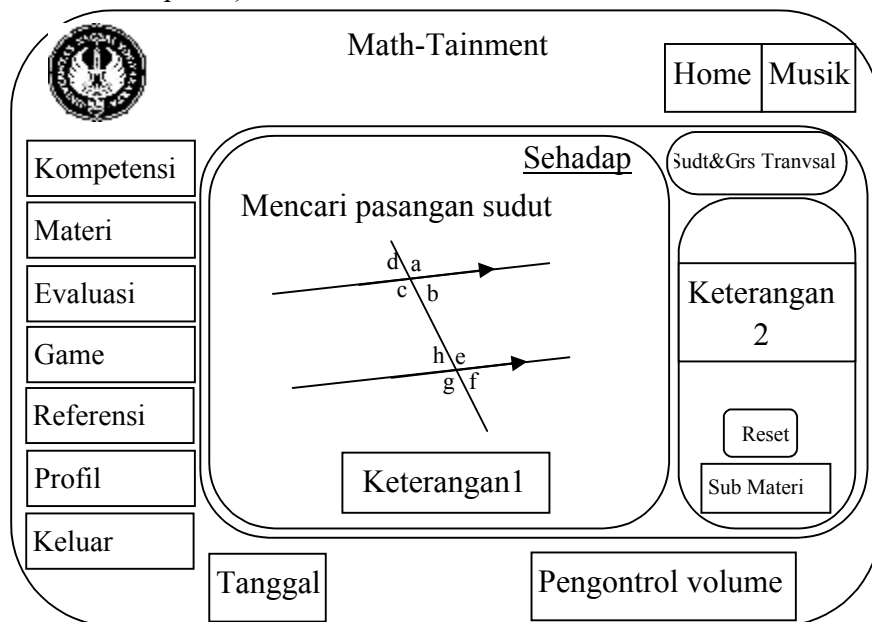 Math-Tainment
Home
Musik
Kompetensi
Materi
Evaluasi
Game
Referensi
Profil
Keluar
Sehadap
Mencari pasangan sudut
d a
c b
h e
g f
Keterangan1
Sudt&Grs Tranvsal
Keterangan
2
Reset
Sub Materi
Tanggal
Pengontrol volume